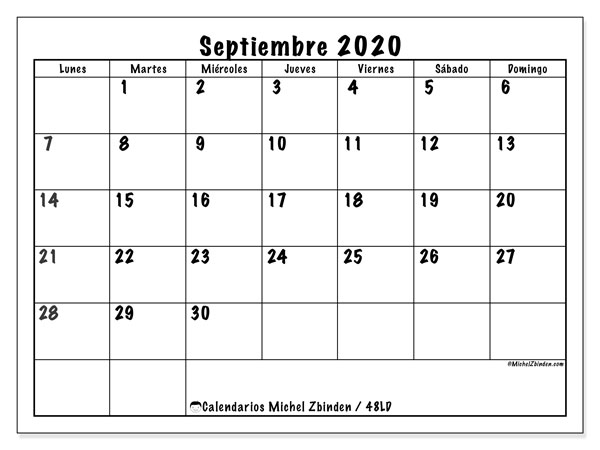 Septiembre 2020
Lunes Martes Miércoles Jueves Viernes Sábado Domingo
1 2 3 4 5 6
7 8 9 10 11 12 13
14 15 16 17 18 19 20
21 22 23 24 25 26 27
28 29 30
©MichelZbinden.com
Calendarios Michel Zbinden / 48LD